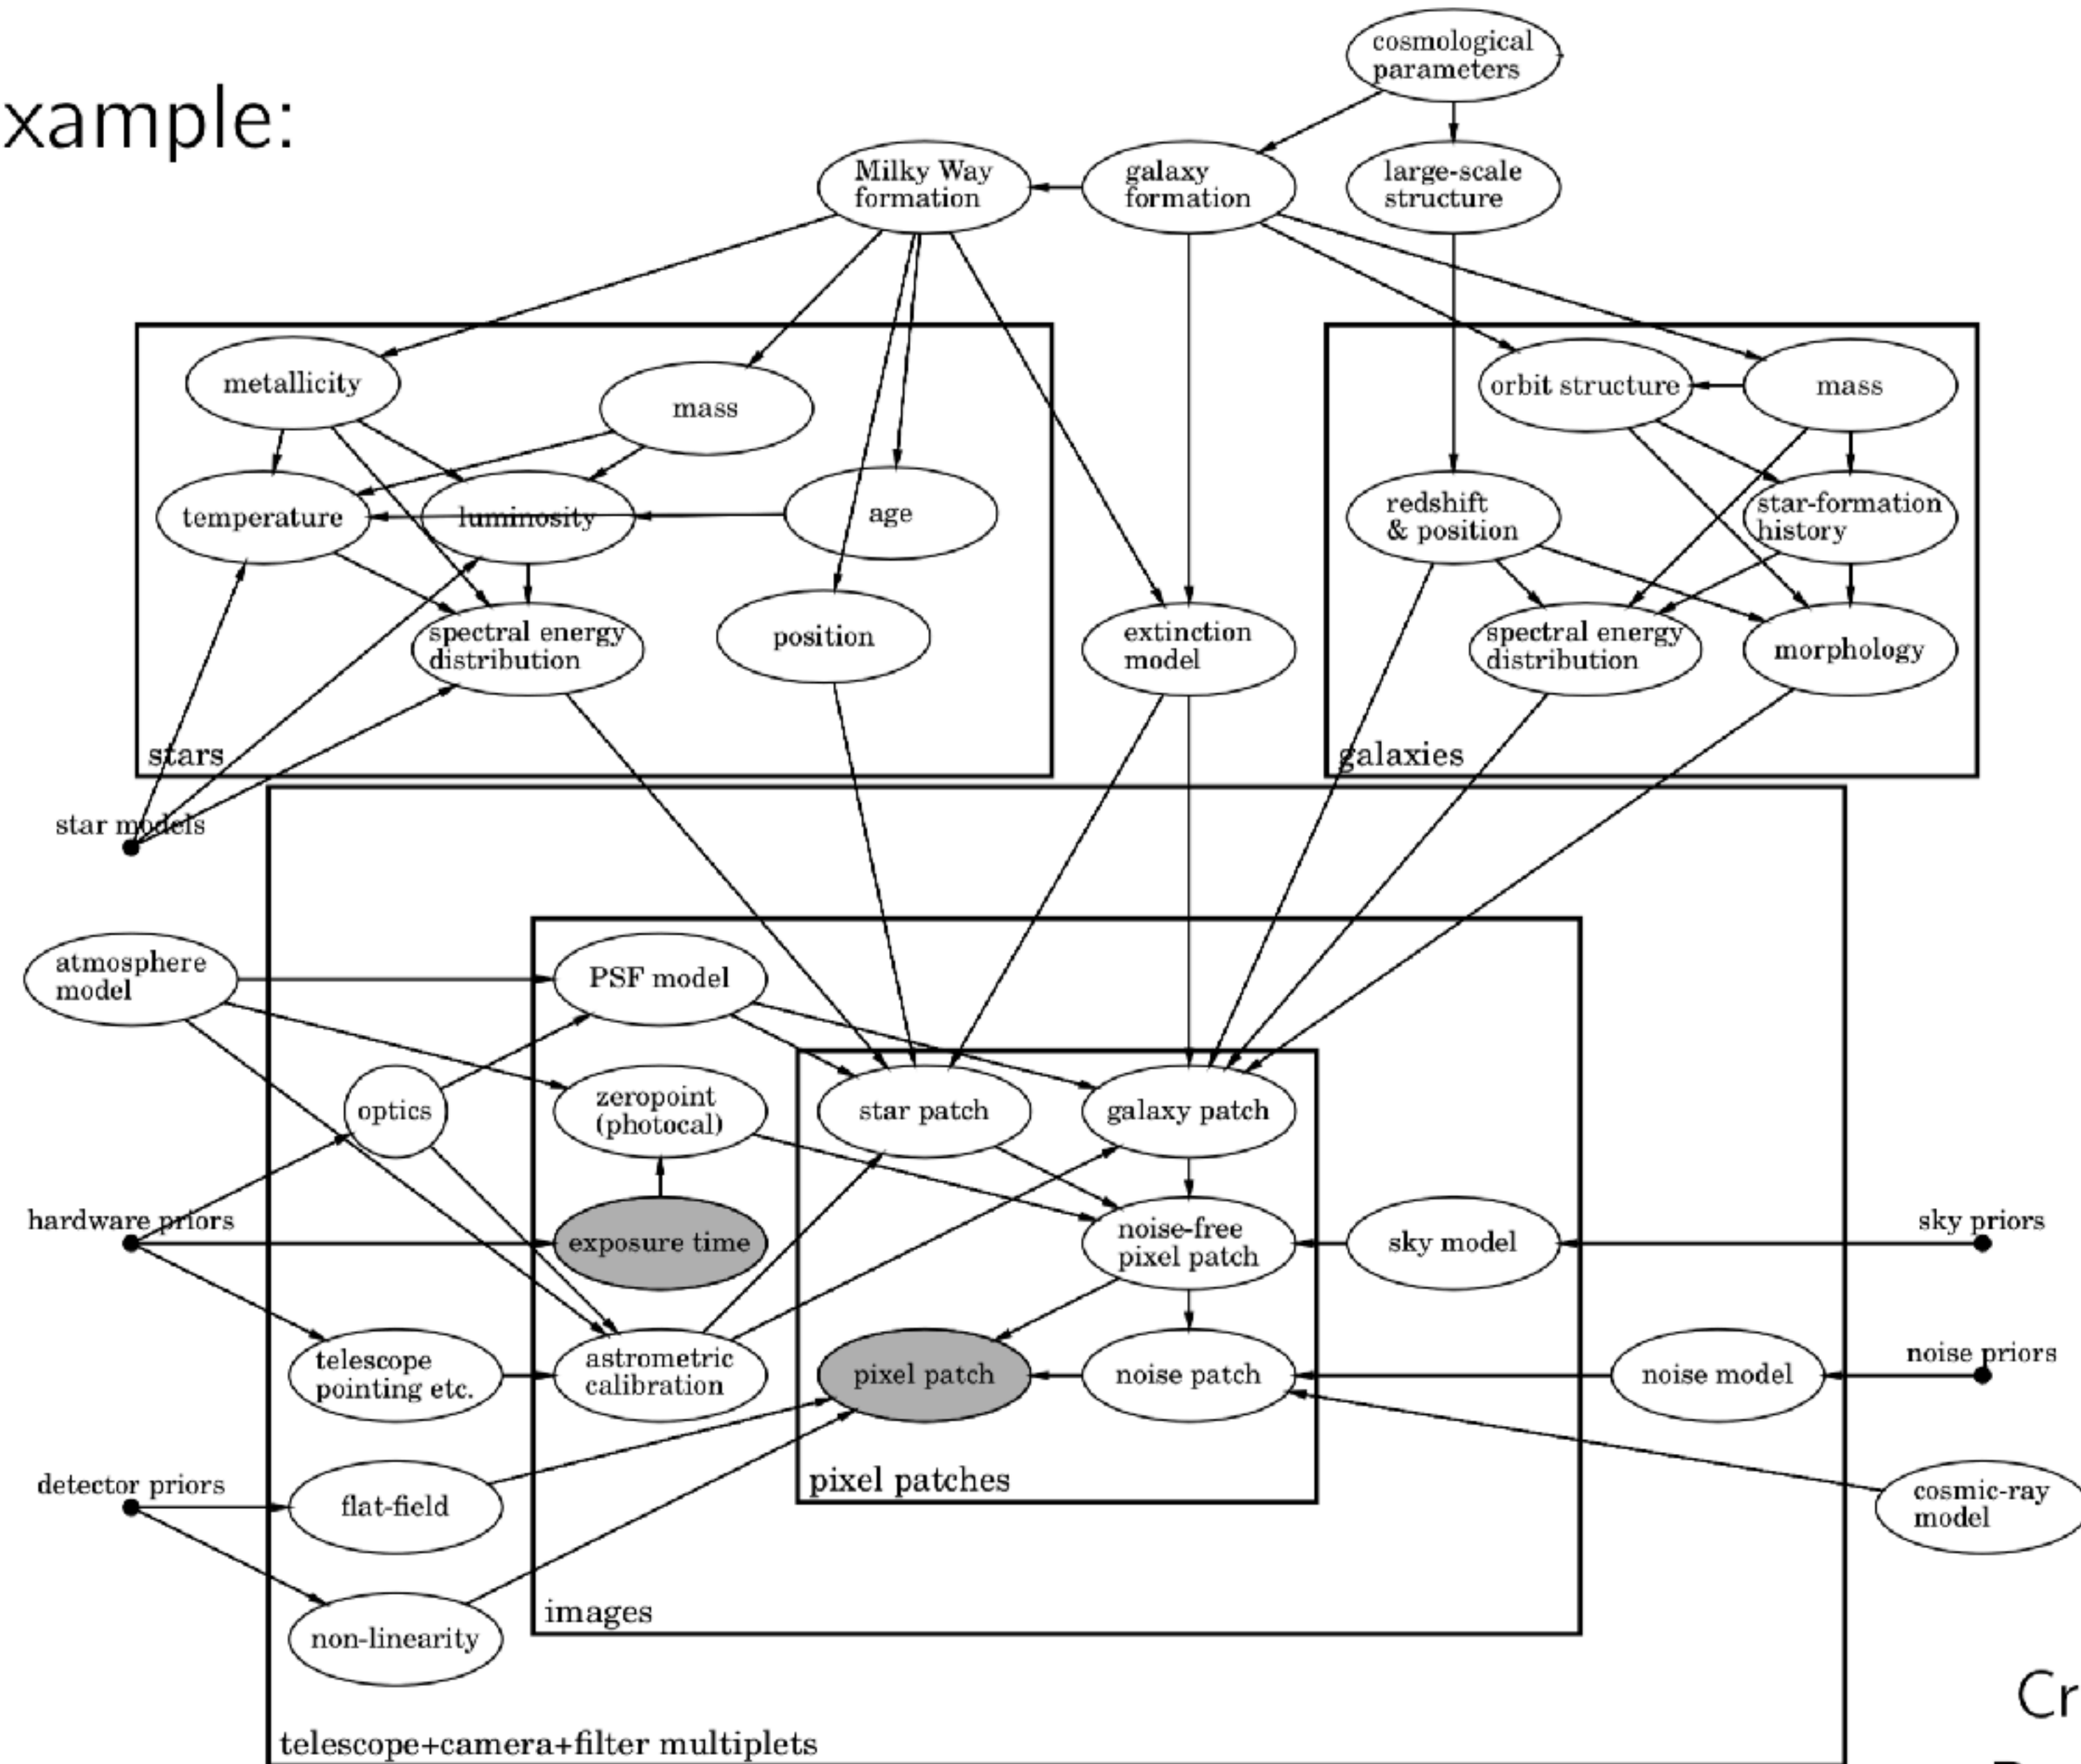 xample:
cosmological
parameters
Milky Way
formation
galaxy
formation
large-scale
structure
metallicity
mass
orbit structure
mass
temperature
luminosity
age
redshift
& position
star-formation
history
spectral energy
distribution
position
extinction
model
spectral energy
distribution
morphology
stars
galaxies
star models
atmosphere
model
PSF model
optics
zeropoint
(photocal)
star patch
galaxy patch
hardware priors
exposure time
noise-free
pixel patch
sky model
sky priors
telescope
pointing etc.
astrometric
calibration
pixel patch
noise patch
noise model
noise priors
detector priors
flat-field
pixel patches
cosmic-ray
model
non-linearity
images
Cr
telescope+camera+filter multiplets